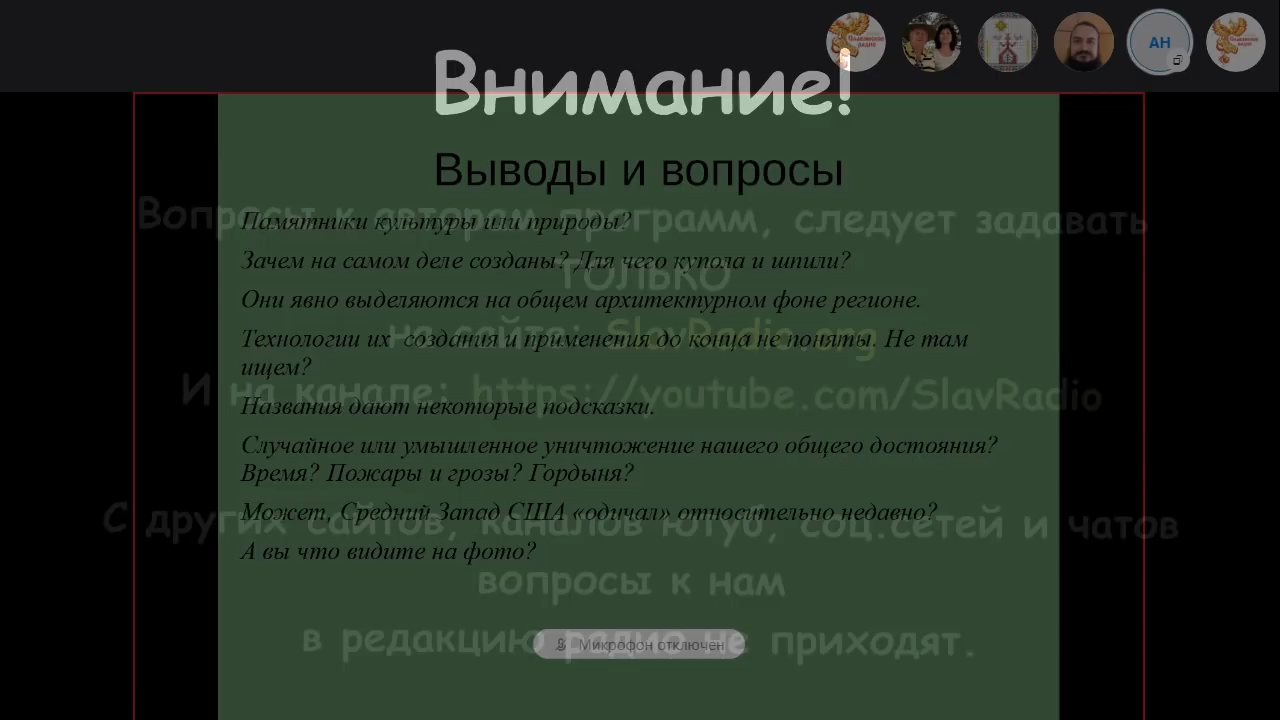 АН
Внимание!
Выводы и вопросы
Вопросы к авторам программ, следует задавать
Памятники культуры или природы?
Зачем на самом деле созданы? Для чего купола и шпили?
ТОЛЬКО
Они явно выделяются на общем архитектурном фоне регионе.
на сайте: SlavRadio.org
Технологии их создания и применения до конца не поняты. Не там
ищем?
И на канале: https://youtube.com/SlavRadio
Названия дают некоторые подсказки.
Случайное или умышленное уничтожение нашего общего достояния?
Время? Пожары и грозы? Гордыня?
Может, Средний Запад США «одичал» относительно недавно?
С других сайтов, каналов ютуб, соц.сетей и чатов
А вы что видите на фото?
вопросы к нам
в редакцию радио не приходят.
Микрофон отключен